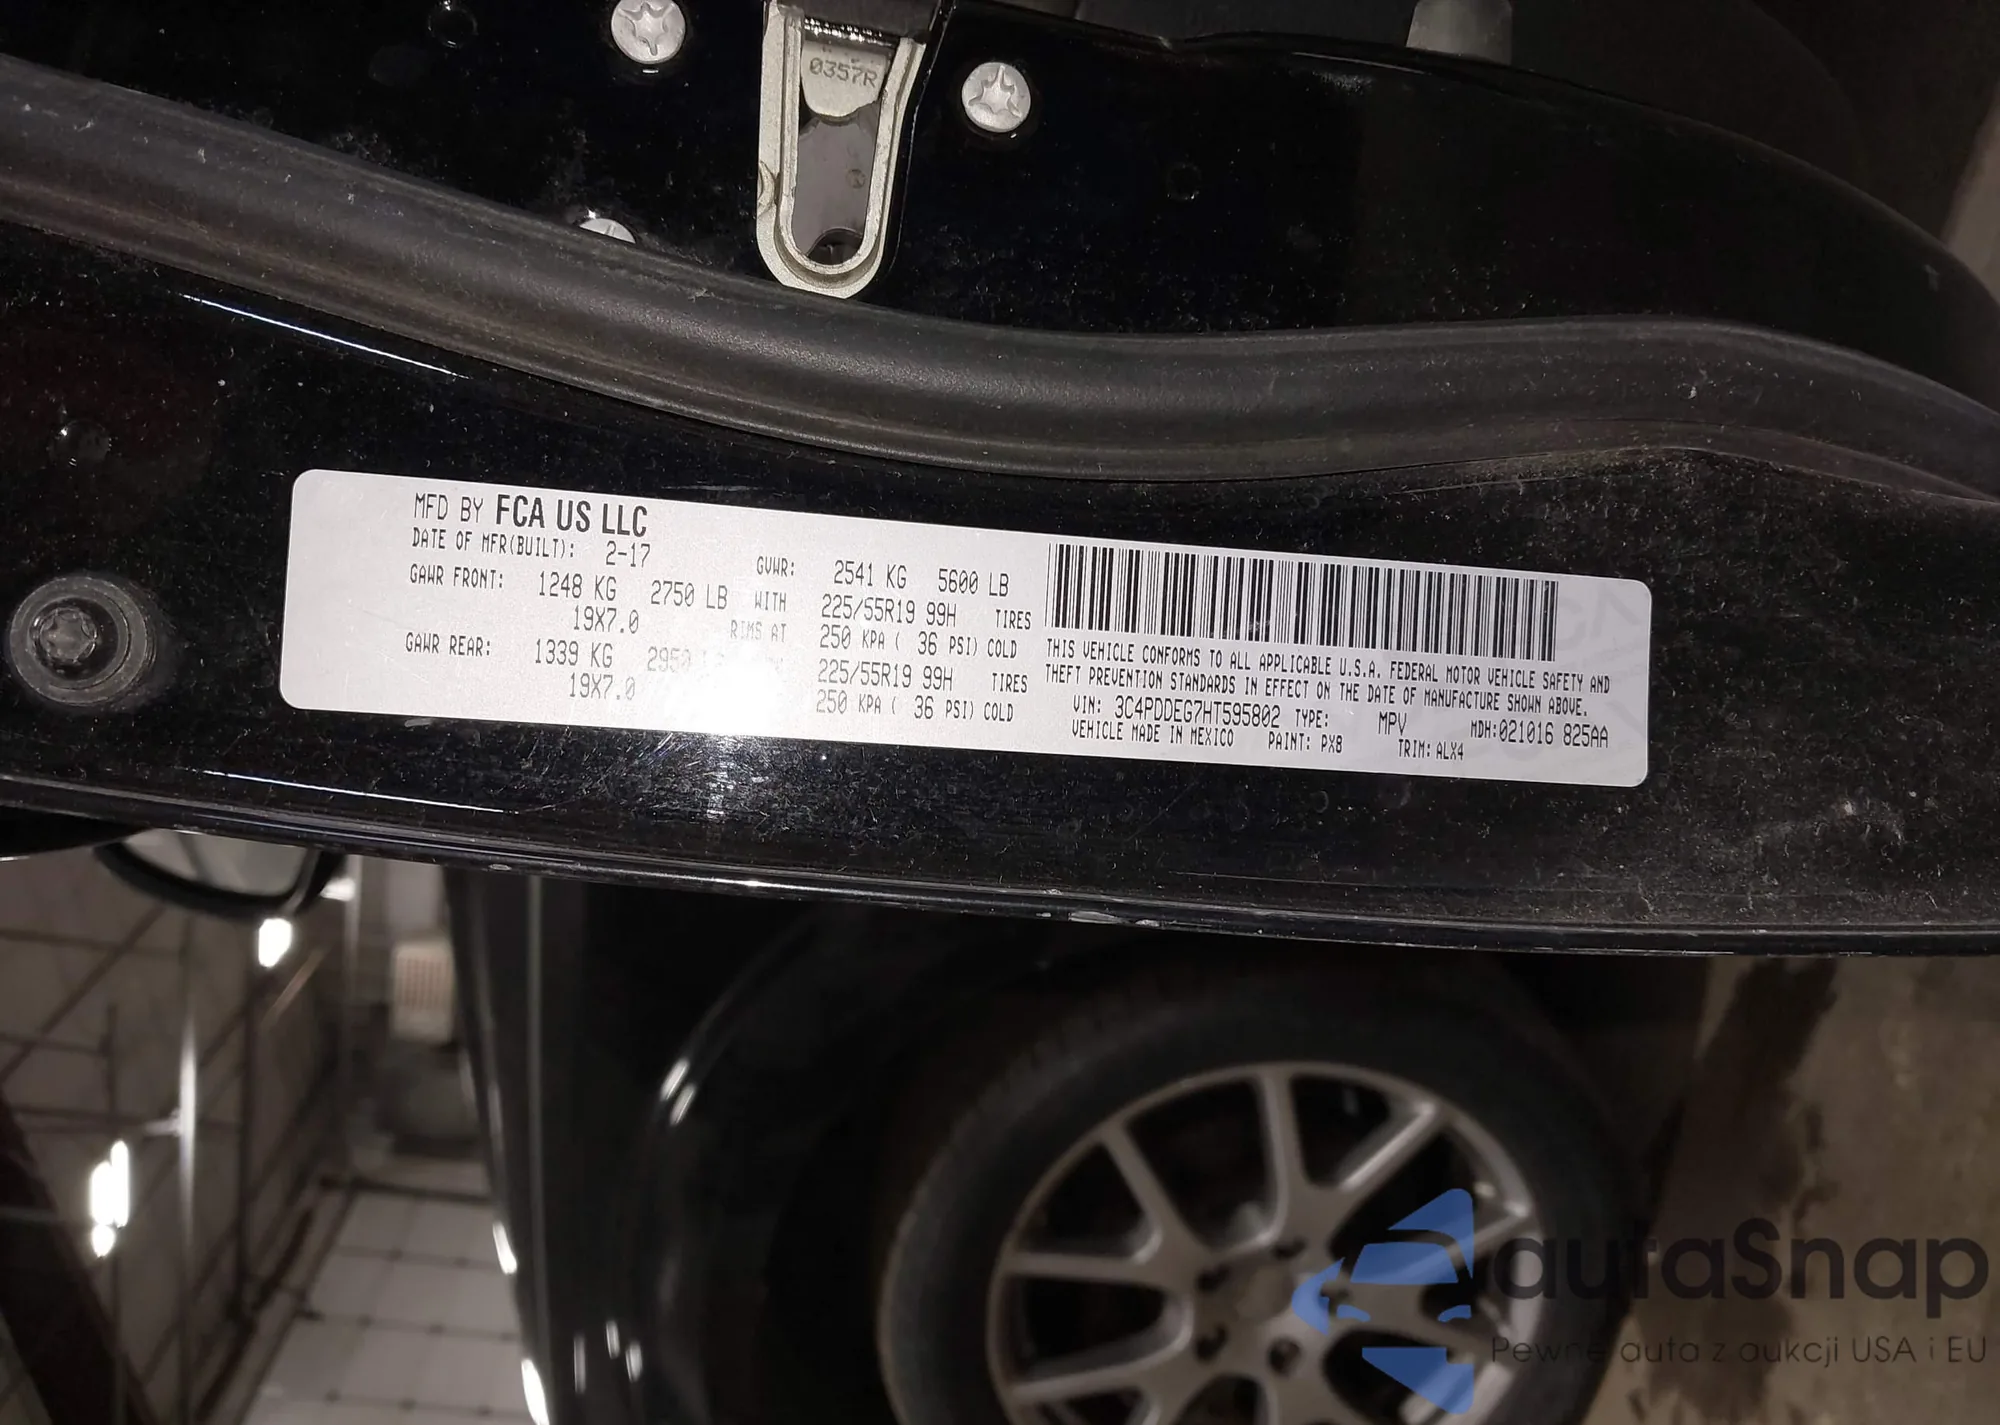 0357R
MFD BY FCA US LLC
DATE OF MFR(BUILT): 2-17
GVWR: 2541 KG 5600 LB
GAWR FRONT: 1248 KG 2750 LB WITH 225/55R19 99H TIRES
19X7.0 RIMS AT 250 KPA ( 36 PSI) COLD
GAWR REAR: 1339 KG 2950 225/55R19 99H TIRES
19X7.0 250 KPA ( 36 PSI) COLD
THIS VEHICLE CONFORMS TO ALL APPLICABLE U.S.A. FEDERAL MOTOR VEHICLE SAFETY AND
THEFT PREVENTION STANDARDS IN EFFECT ON THE DATE OF MANUFACTURE SHOWN ABOVE.
VIN: 3C4PDDEG7HT595802 TYPE: MPV MDH:021016 825AA
VEHICLE MADE IN MEXICO PAINT: PX8 TRIM: ALX4
autaSnap
Pewne auta z aukcji USA i EU